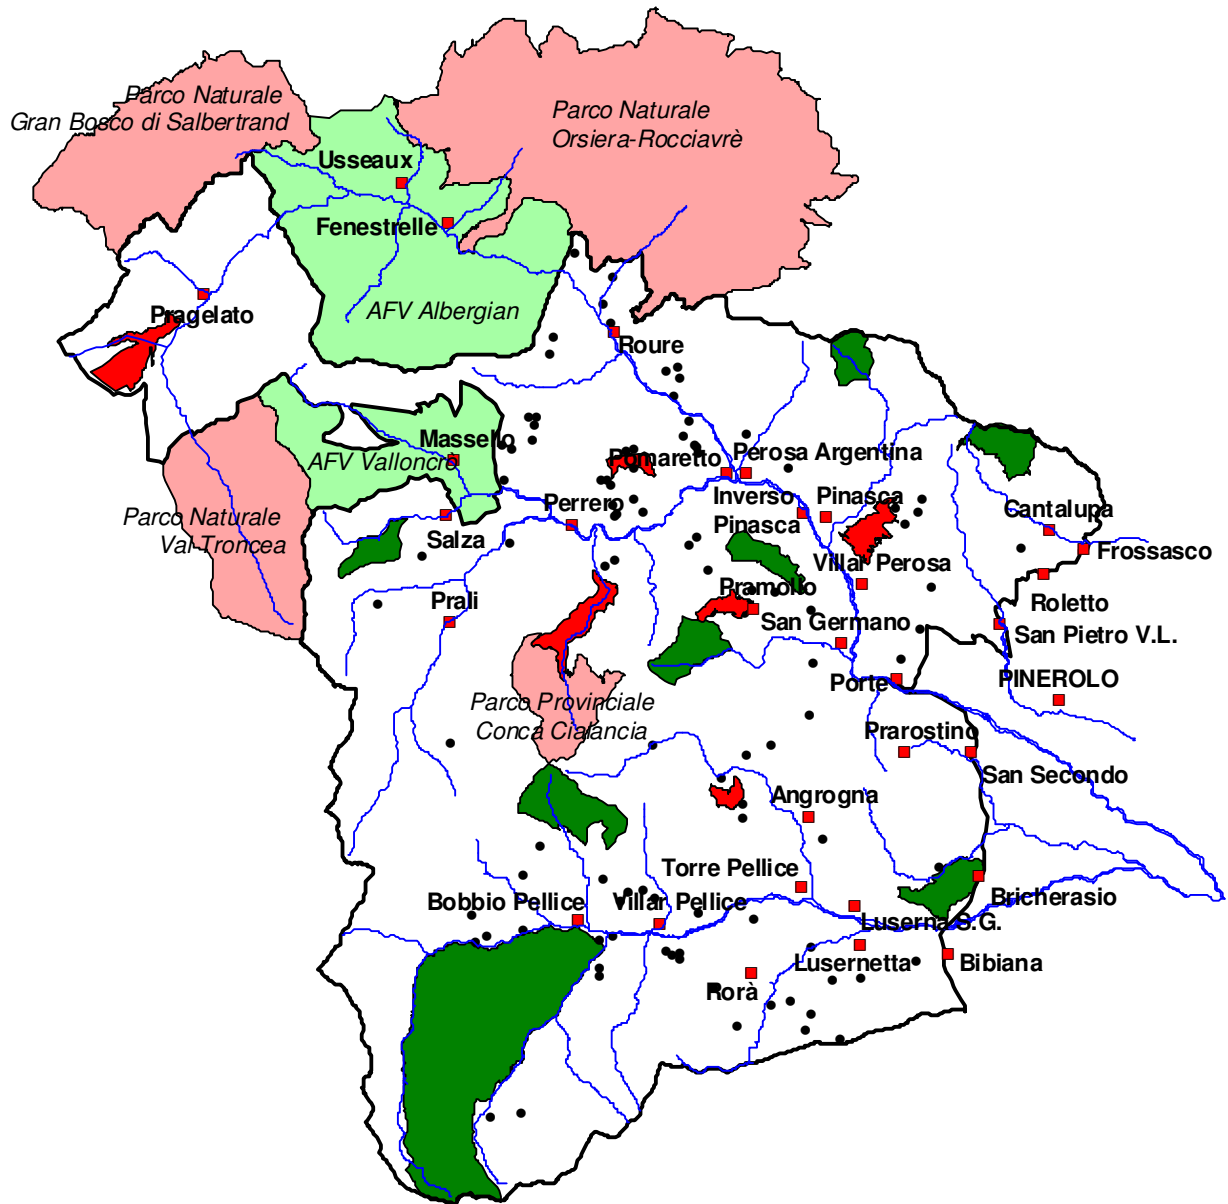 Parco Naturale
Gran Bosco di Salbertrand
Parco Naturale
Orsiera-Rocciavrè
Usseaux
Fenestrelle
AFV Albergian
Pragelato
Roure
Massello
AFV Valloncrò
Pomaretto
Perosa Argentina
Parco Naturale
Val-Troncea
Perrero
Inverso
Pinasca
Pinasca
Cantalupa
Salza
Frossasco
Villar Perosa
Prali
Pramollo
San Germano
Roletto
San Pietro V.L.
Porte
PINEROLO
Parco Provinciale
Conca Cialancia
Prarostino
San Secondo
Angrogna
Torre Pellice
Bobbio Pellice
Villar Pellice
Bricherasio
Luserna S.G.
Lusernetta
Bibiana
Rorà